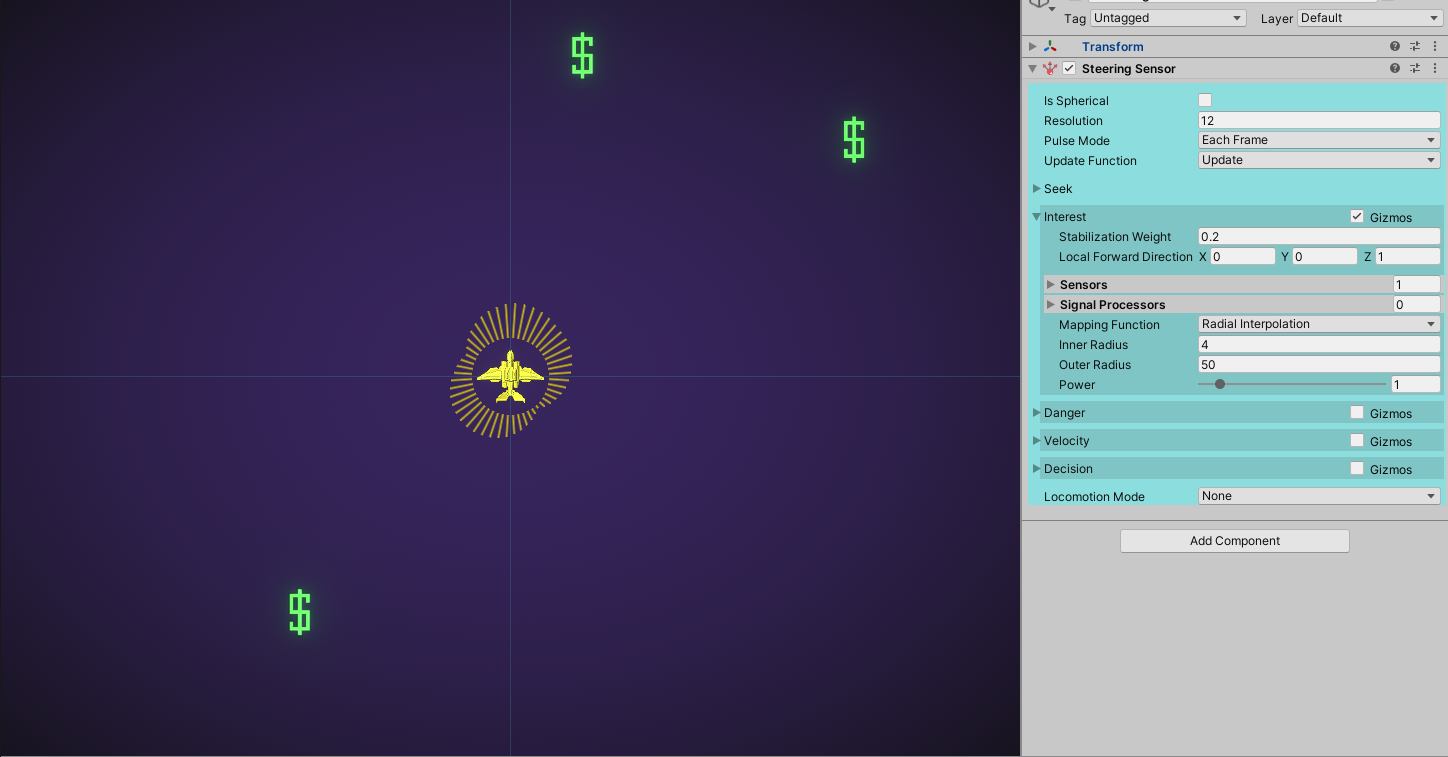 $
$
$
Tag Untagged Layer Default
Transform
Steering Sensor
Is Spherical
Resolution 12
Pulse Mode Each Frame
Update Function Update
Seek
Interest Gizmos
Stabilization Weight 0.2
Local Forward Direction X 0 Y 0 Z 1
Sensors 1
Signal Processors 0
Mapping Function Radial Interpolation
Inner Radius 4
Outer Radius 50
Power 1
Danger Gizmos
Velocity Gizmos
Decision Gizmos
Locomotion Mode None
Add Component